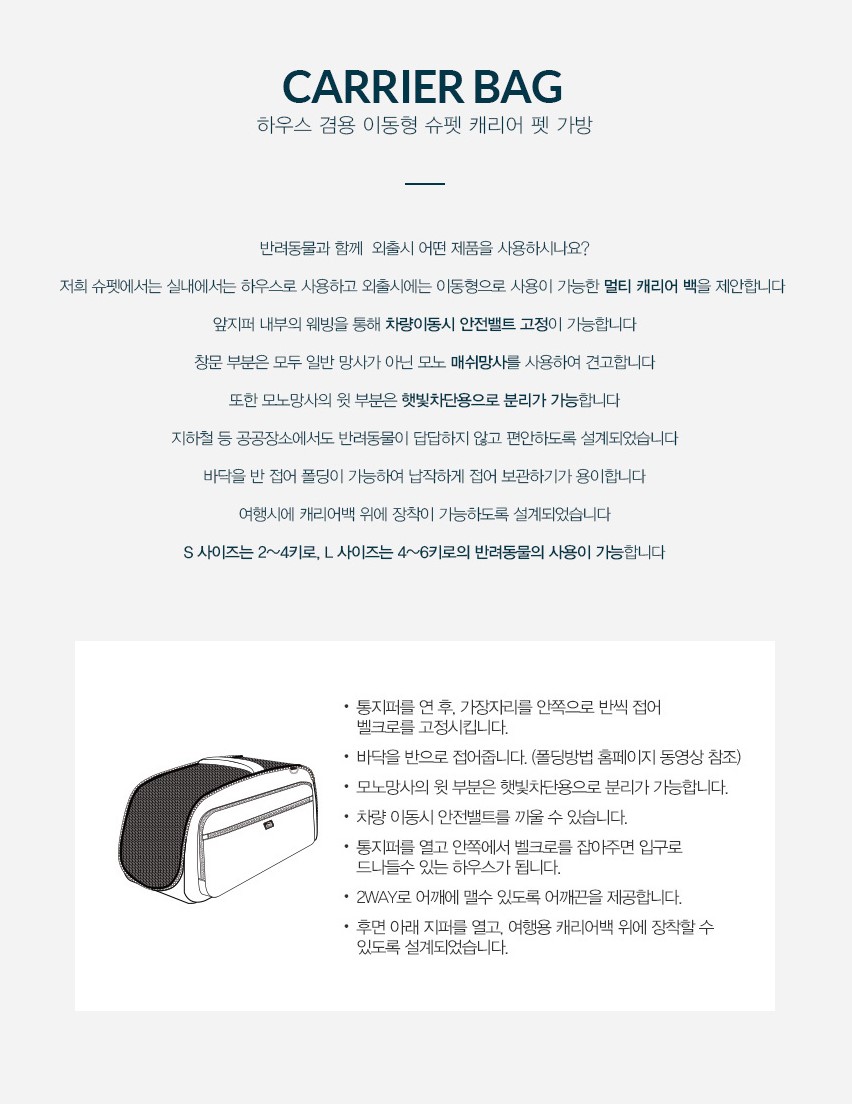 CARRIER BAG
하우스 겸용 이동형 슈펫 캐리어 펫 가방
반려동물과 함께 외출시 어떤 제품을 사용하시나요?
저희 슈펫에서는 실내에서는 하우스로 사용하고 외출시에는 이동형으로 사용이 가능한 멀티 캐리어 백을 제안합니다
앞지퍼 내부의 웨빙을 통해 차량이동시 안전밸트 고정이 가능합니다
창문 부분은 모두 일반 망사가 아닌 모노 매쉬망사를 사용하여 견고합니다
또한 모노망사의 윗 부분은 햇빛차단용으로 분리가 가능합니다
지하철 등 공공장소에서도 반려동물이 답답하지 않고 편안하도록 설계되었습니다
바닥을 반 접어 폴딩이 가능하여 납작하게 접어 보관하기가 용이합니다
여행시에 캐리어백 위에 장착이 가능하도록 설계되었습니다
S 사이즈는 2~4키로, L 사이즈는 4~6키로의 반려동물의 사용이 가능합니다
• 통지퍼를 연 후, 가장자리를 안쪽으로 반씩 접어
벨크로를 고정시킵니다.
• 바닥을 반으로 접어줍니다. (폴딩방법 홈페이지 동영상 참조)
• 모노망사의 윗 부분은 햇빛차단용으로 분리가 가능합니다.
• 차량 이동시 안전밸트를 끼울 수 있습니다.
• 통지퍼를 열고 안쪽에서 벨크로를 잡아주면 입구로
드나들수 있는 하우스가 됩니다.
• 2WAY로 어깨에 맬수 있도록 어깨끈을 제공합니다.
• 후면 아래 지퍼를 열고, 여행용 캐리어백 위에 장착할 수
있도록 설계되었습니다.